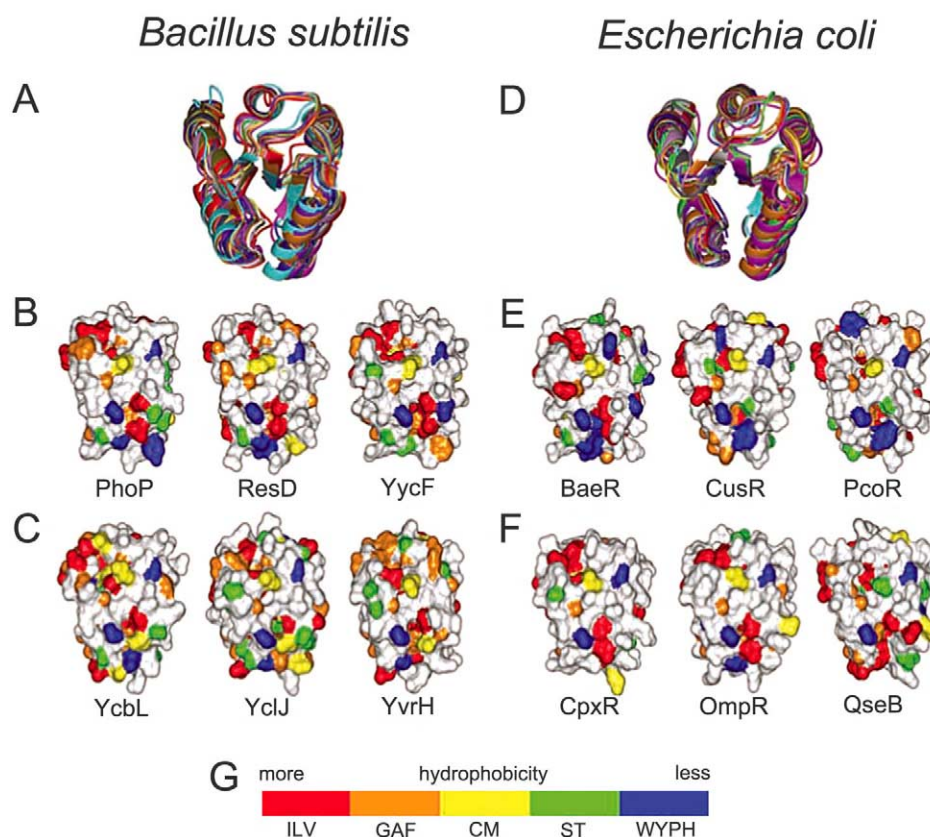 Bacillus subtilis
Escherichia coli
A
D
B
E
PhoP ResD YycF
BaeR CusR PcoR
C
F
YcbL YclJ YvrH
CpxR OmpR QseB
G
more hydrophobicity less
ILV GAF CM ST WYPH